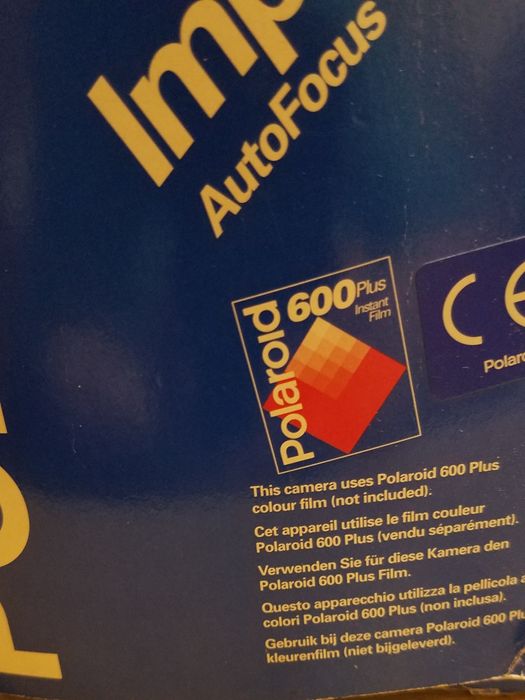 Imp
AutoFocus
Polaroid
600 Plus
Instant
Film
CE
Polaro
This camera uses Polaroid 600 Plus
colour film (not included).
Cet appareil utilise le film couleur
Polaroid 600 Plus (vendu séparément).
Verwenden Sie für diese Kamera den
Polaroid 600 Plus Film.
Questo apparecchio utilizza la pellicola a
colori Polaroid 600 Plus (non inclusa).
Gebruik bij deze camera Polaroid 600 Plu
kleurenfilm (niet bijgeleverd).